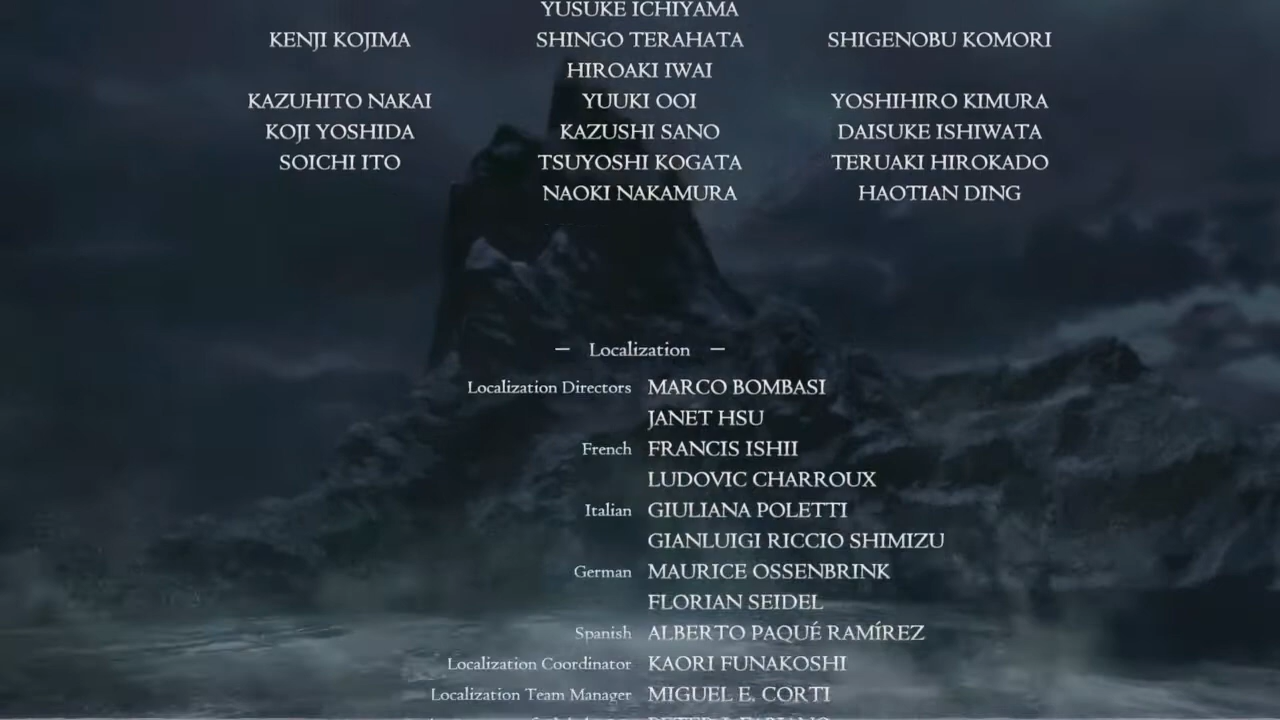 YUSUKE ICHIYAMA
KENJI KOJIMA SHINGO TERAHATA SHIGENOBU KOMORI
HIROAKI IWAI
KAZUHITO NAKAI YUUKI OOI YOSHIHIRO KIMURA
KOJI YOSHIDA KAZUSHI SANO DAISUKE ISHIWATA
SOICHI ITO TSUYOSHI KOGATA TERUAKI HIROKADO
NAOKI NAKAMURA HAOTIAN DING
— Localization —
Localization Directors MARCO BOMBASI
JANET HSU
French FRANCIS ISHII
LUDOVIC CHARROUX
Italian GIULIANA POLETTI
GIANLUIGI RICCIO SHIMIZU
German MAURICE OSSENBRINK
FLORIAN SEIDEL
Spanish ALBERTO PAQUÉ RAMÍREZ
Localization Coordinator KAORI FUNAKOSHI
Localization Team Manager MIGUEL E. CORTI